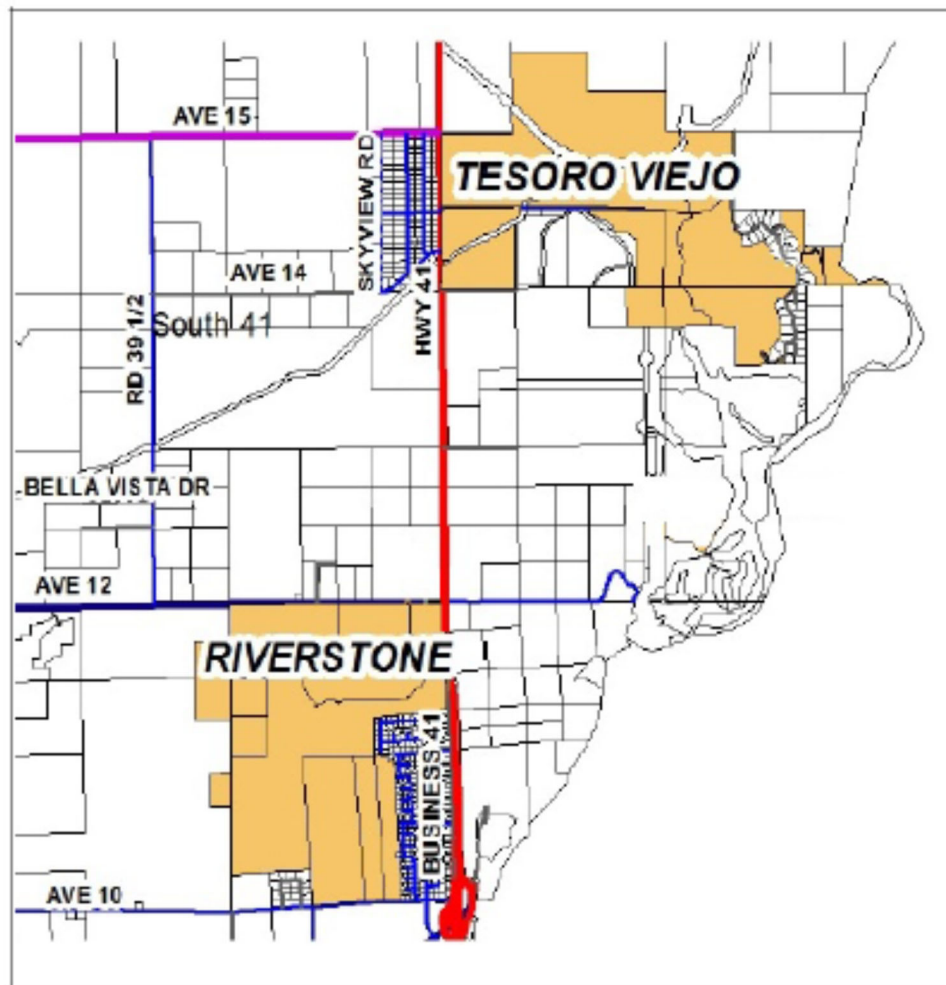 AVE 15
SKYVIEW RD
TESORO VIEJO
AVE 14
HWY 41
RD 39 1/2
South 41
BELLA VISTA DR
AVE 12
RIVERSTONE
BUSINESS 41
AVE 10